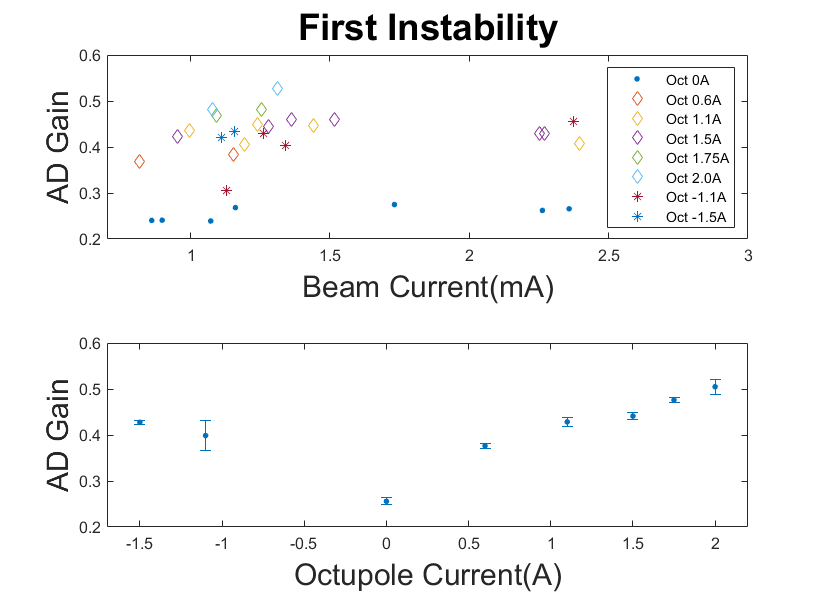 First Instability
0.6
0.5
0.4
0.3
0.2
AD Gain
Oct 0A
Oct 0.6A
Oct 1.1A
Oct 1.5A
Oct 1.75A
Oct 2.0A
Oct -1.1A
Oct -1.5A
1 1.5 2 2.5 3
Beam Current(mA)
0.6
0.5
0.4
0.3
0.2
AD Gain
-1.5 -1 -0.5 0 0.5 1 1.5 2
Octupole Current(A)